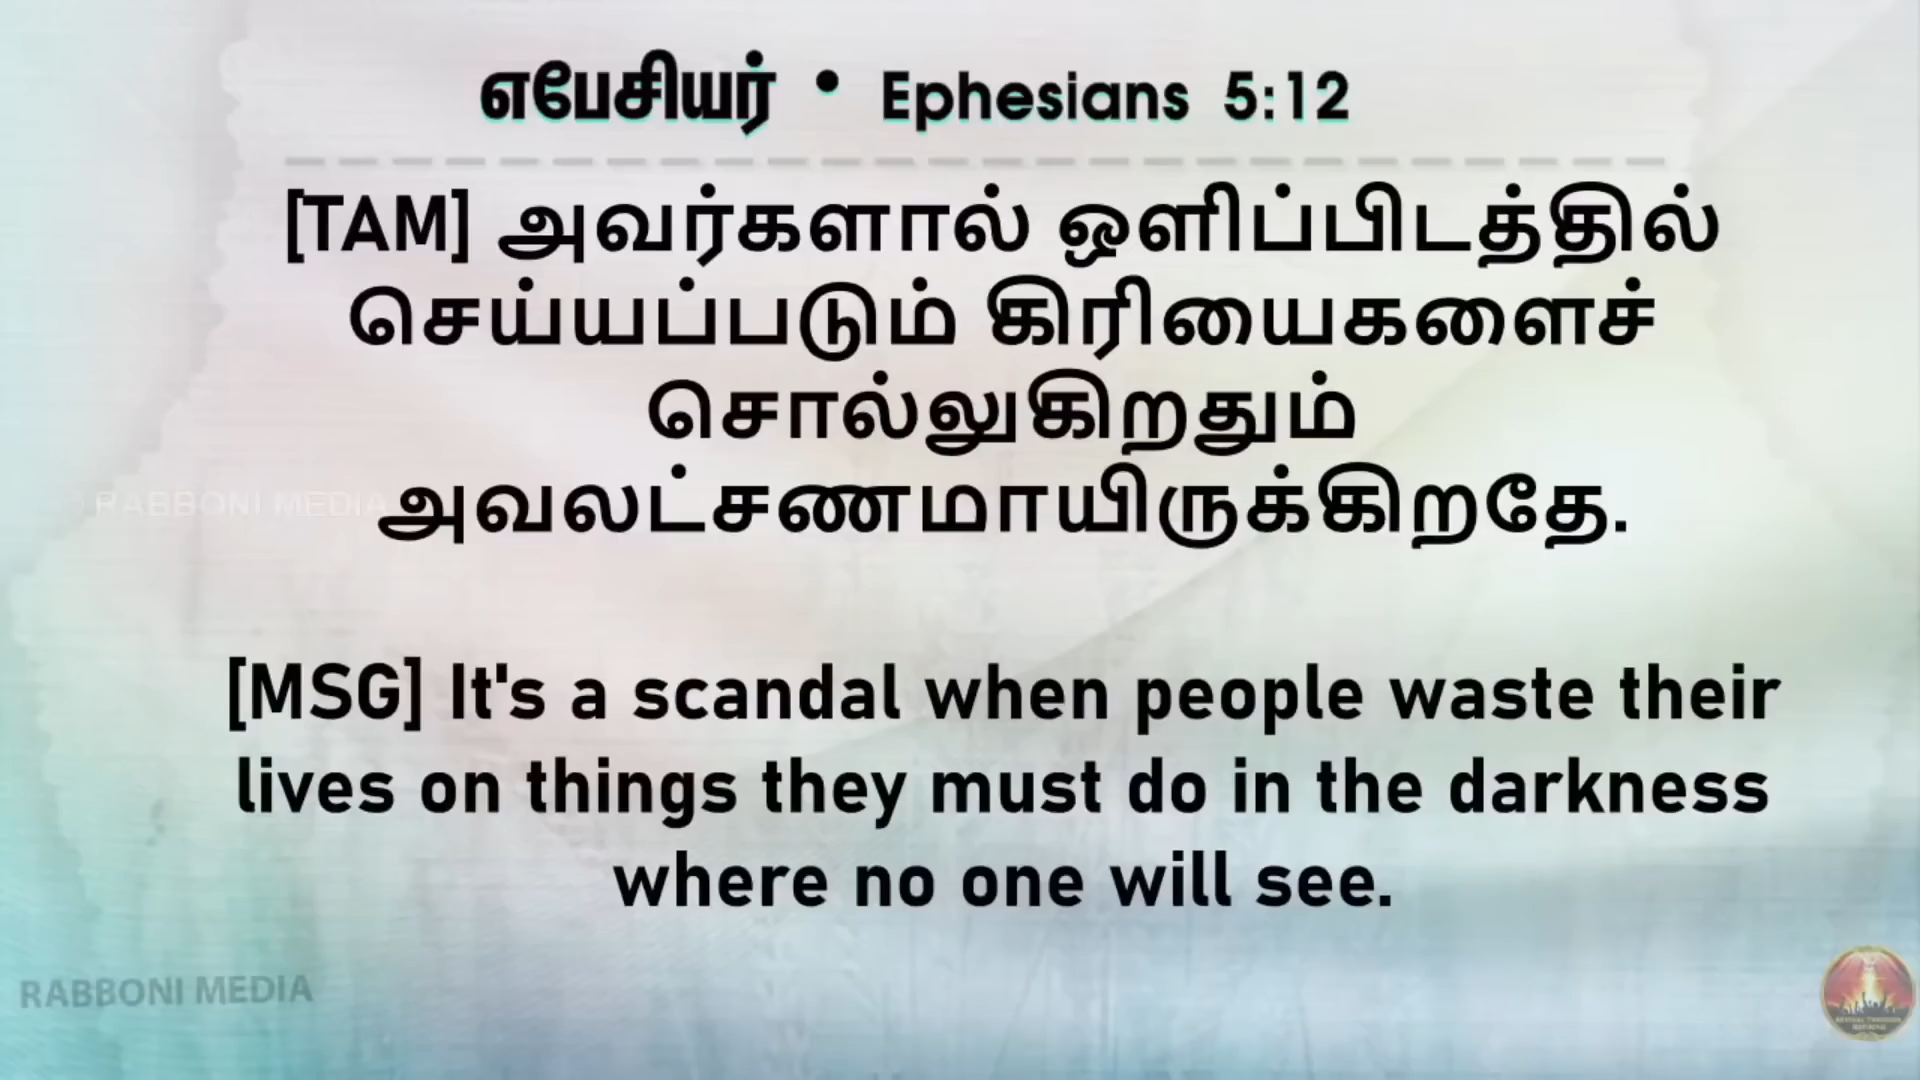 எபேசியர் • Ephesians 5:12
[TAM] அவர்களால் ஒளிப்பிடத்தில்
செய்யப்படும் கிரியைகளைச்
சொல்லுகிறதும்
அவலட்சணமாயிருக்கிறதே.
RABBONI MEDIA
[MSG] It's a scandal when people waste their
lives on things they must do in the darkness
where no one will see.
RABBONI MEDIA